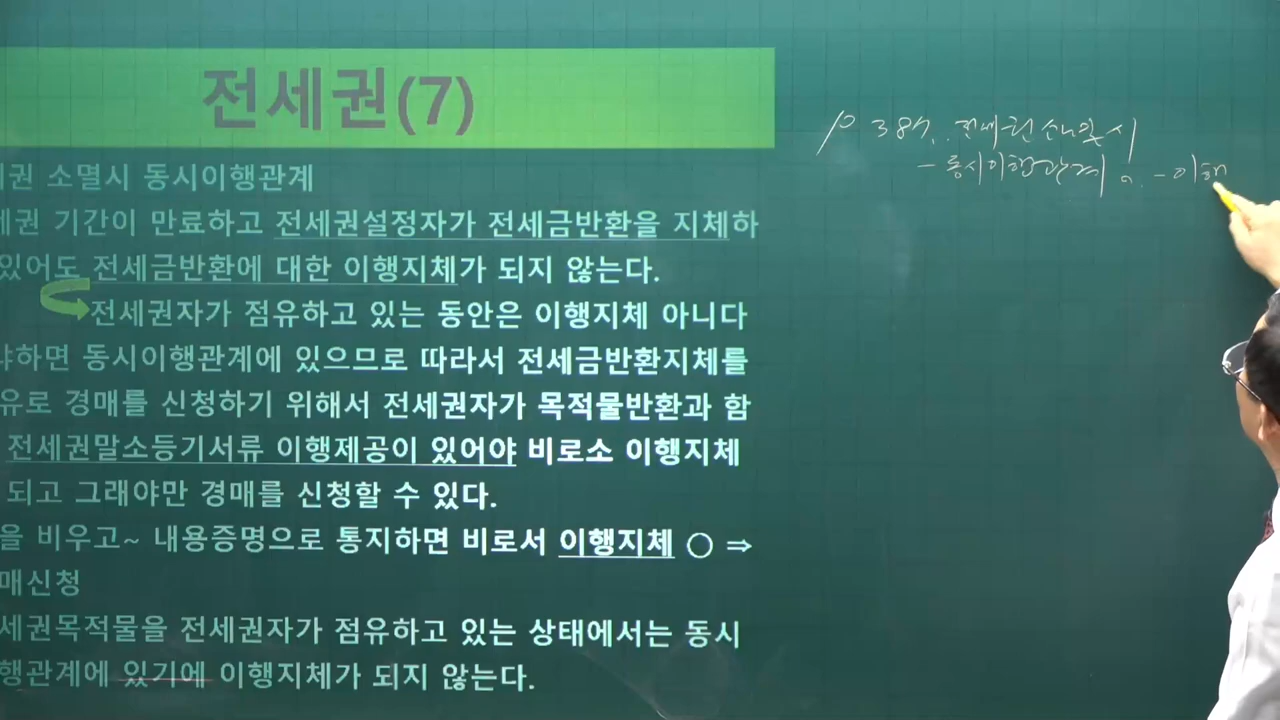 전세권(7)
권 소멸시 동시이행관계
세권 기간이 만료하고 전세권설정자가 전세금반환을 지체하
있어도 전세금반환에 대한 이행지체가 되지 않는다.
전세권자가 점유하고 있는 동안은 이행지체 아니다
야하면 동시이행관계에 있으므로 따라서 전세금반환지체를
유로 경매를 신청하기 위해서 전세권자가 목적물반환과 함
전세권말소등기서류 이행제공이 있어야 비로소 이행지체
되고 그래야만 경매를 신청할 수 있다.
을 비우고~ 내용증명으로 통지하면 비로서 이행지체 ○ ⇒
매신청
세권목적물을 전세권자가 점유하고 있는 상태에서는 동시
행관계에 있기에 이행지체가 되지 않는다.
P 387. 전세권 소멸 시
- 동시이행관계 o. - 이행